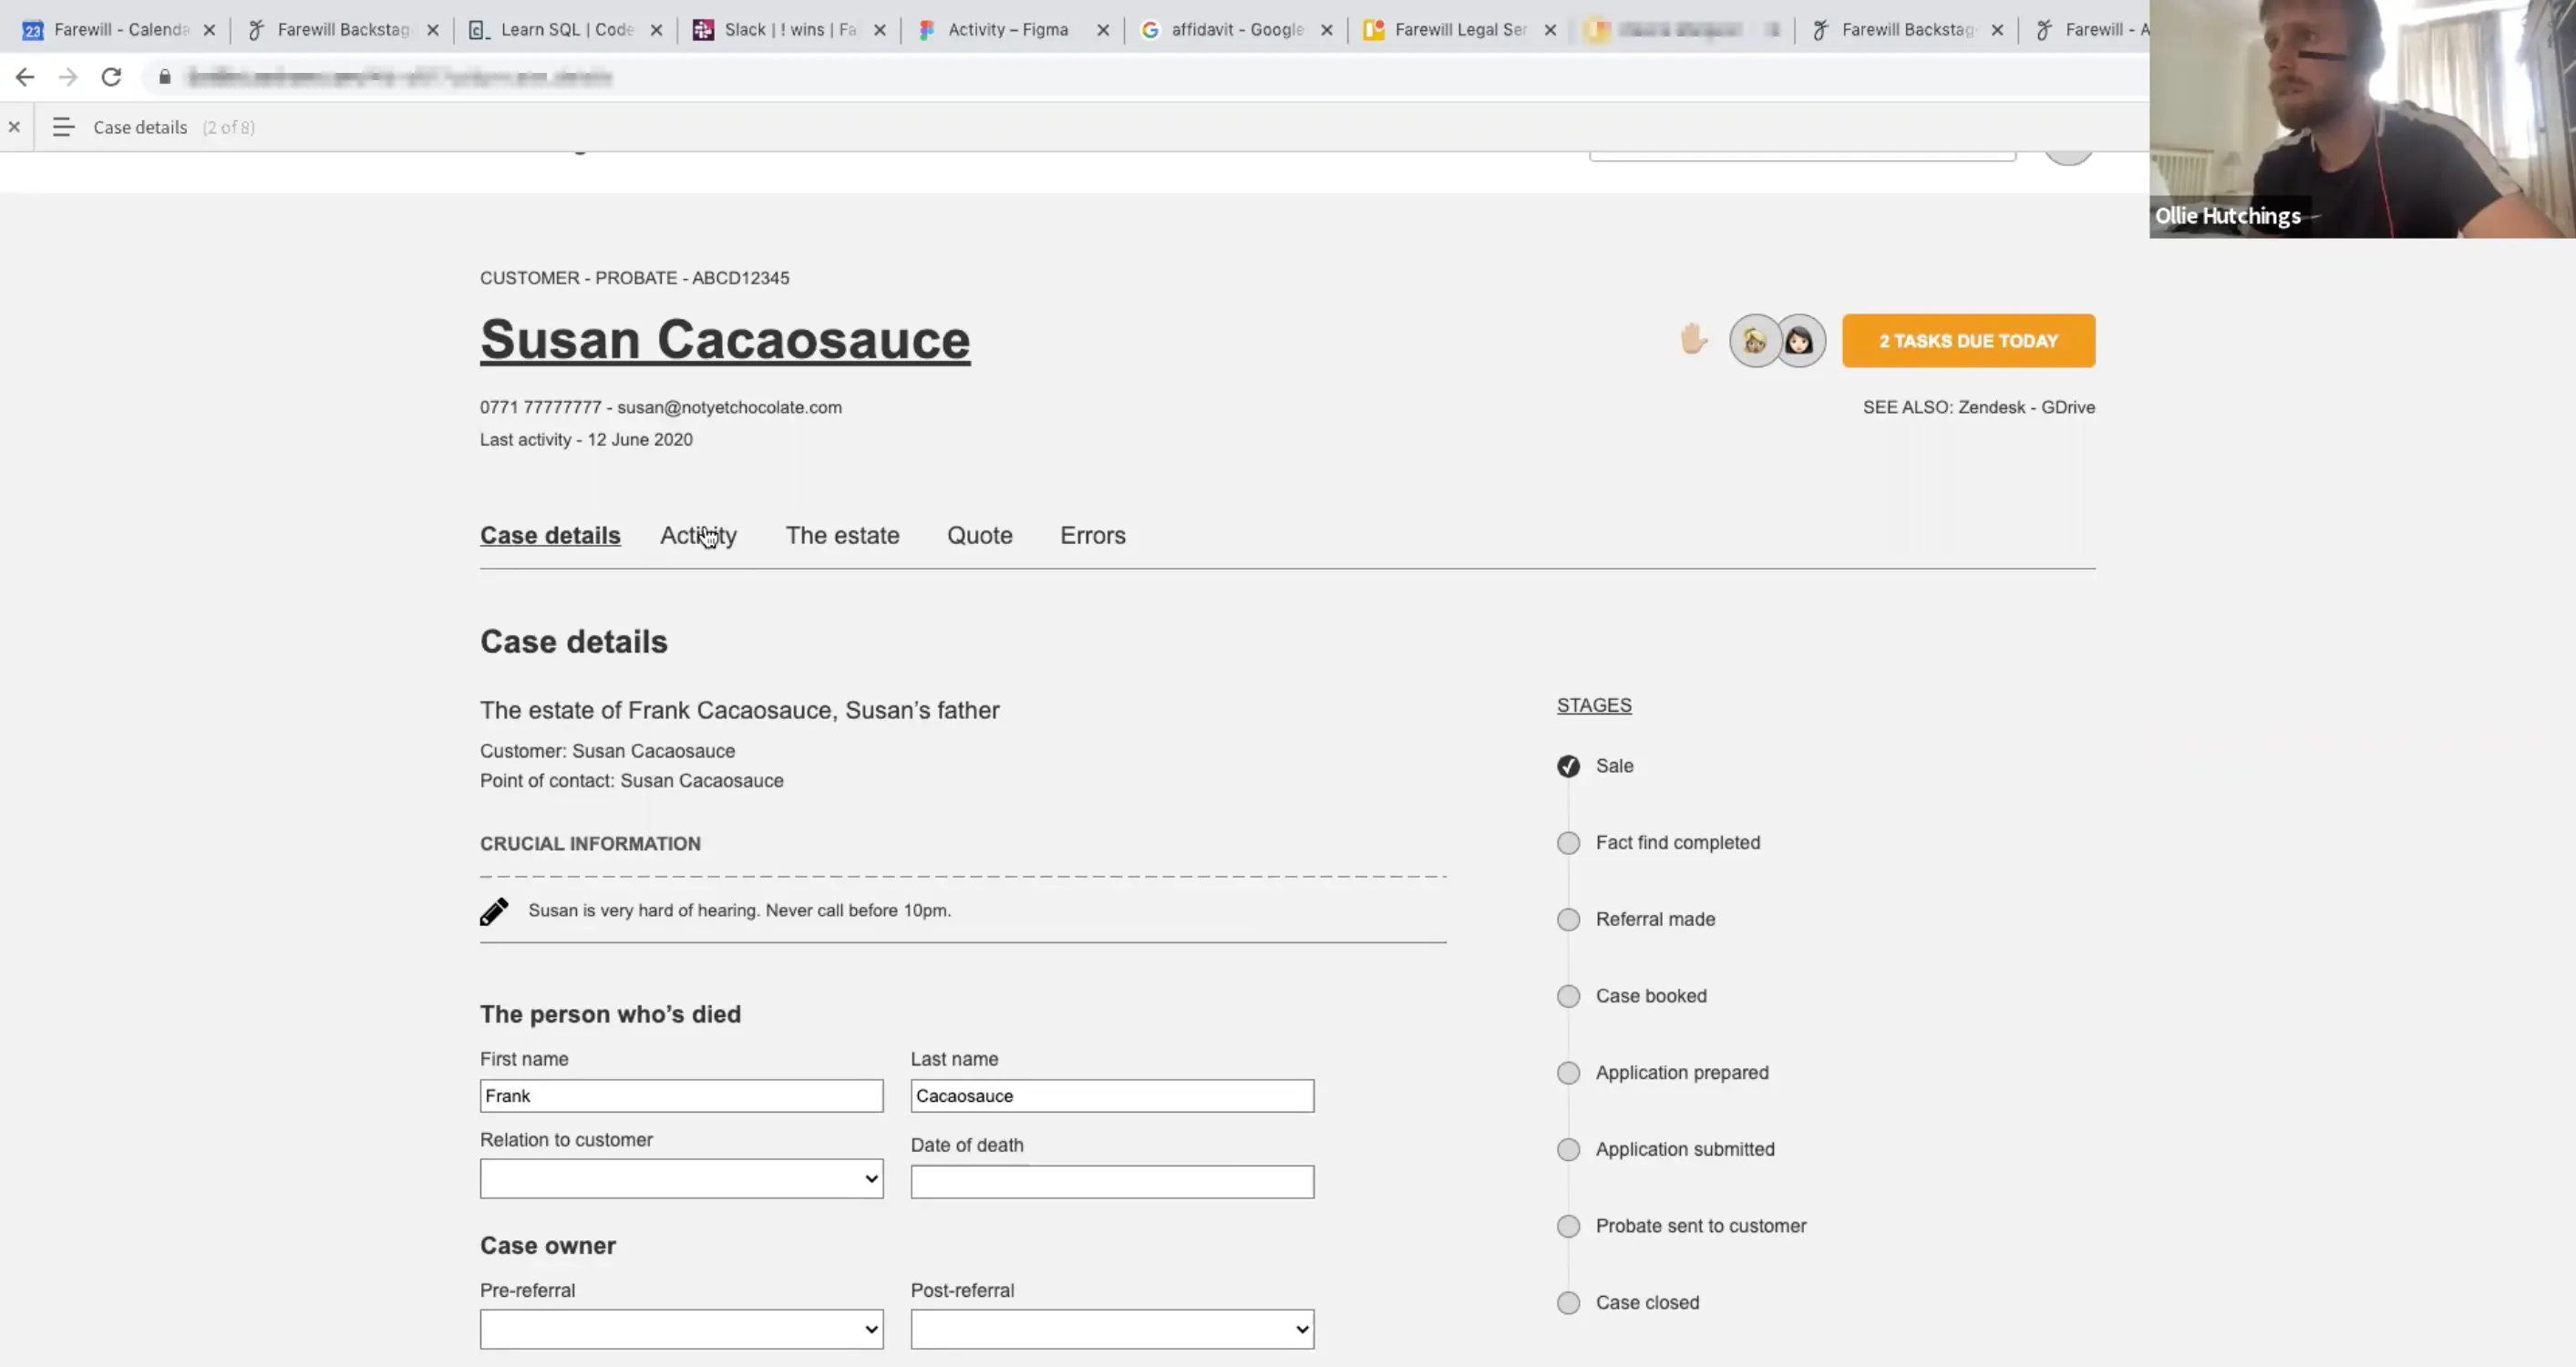 Farewill - Calenda
Farewill Backstag
Learn SQL | Code
Slack | ! wins | Fa
Activity – Figma
affidavit - Google
Farewill Legal Ser
Farewill Backstag
Farewill - A
Case details (2 of 8)
Ollie Hutchings
CUSTOMER - PROBATE - ABCD12345
Susan Cacaosauce
2 TASKS DUE TODAY
0771 77777777 - susan@notyetchocolate.com
SEE ALSO: Zendesk - GDrive
Last activity - 12 June 2020
Case details Activity The estate Quote Errors
Case details
The estate of Frank Cacaosauce, Susan’s father
Customer: Susan Cacaosauce
Point of contact: Susan Cacaosauce
CRUCIAL INFORMATION
Susan is very hard of hearing. Never call before 10pm.
The person who’s died
First name
Last name
Frank
Cacaosauce
Relation to customer
Date of death
Case owner
Pre-referral
Post-referral
STAGES
Sale
Fact find completed
Referral made
Case booked
Application prepared
Application submitted
Probate sent to customer
Case closed